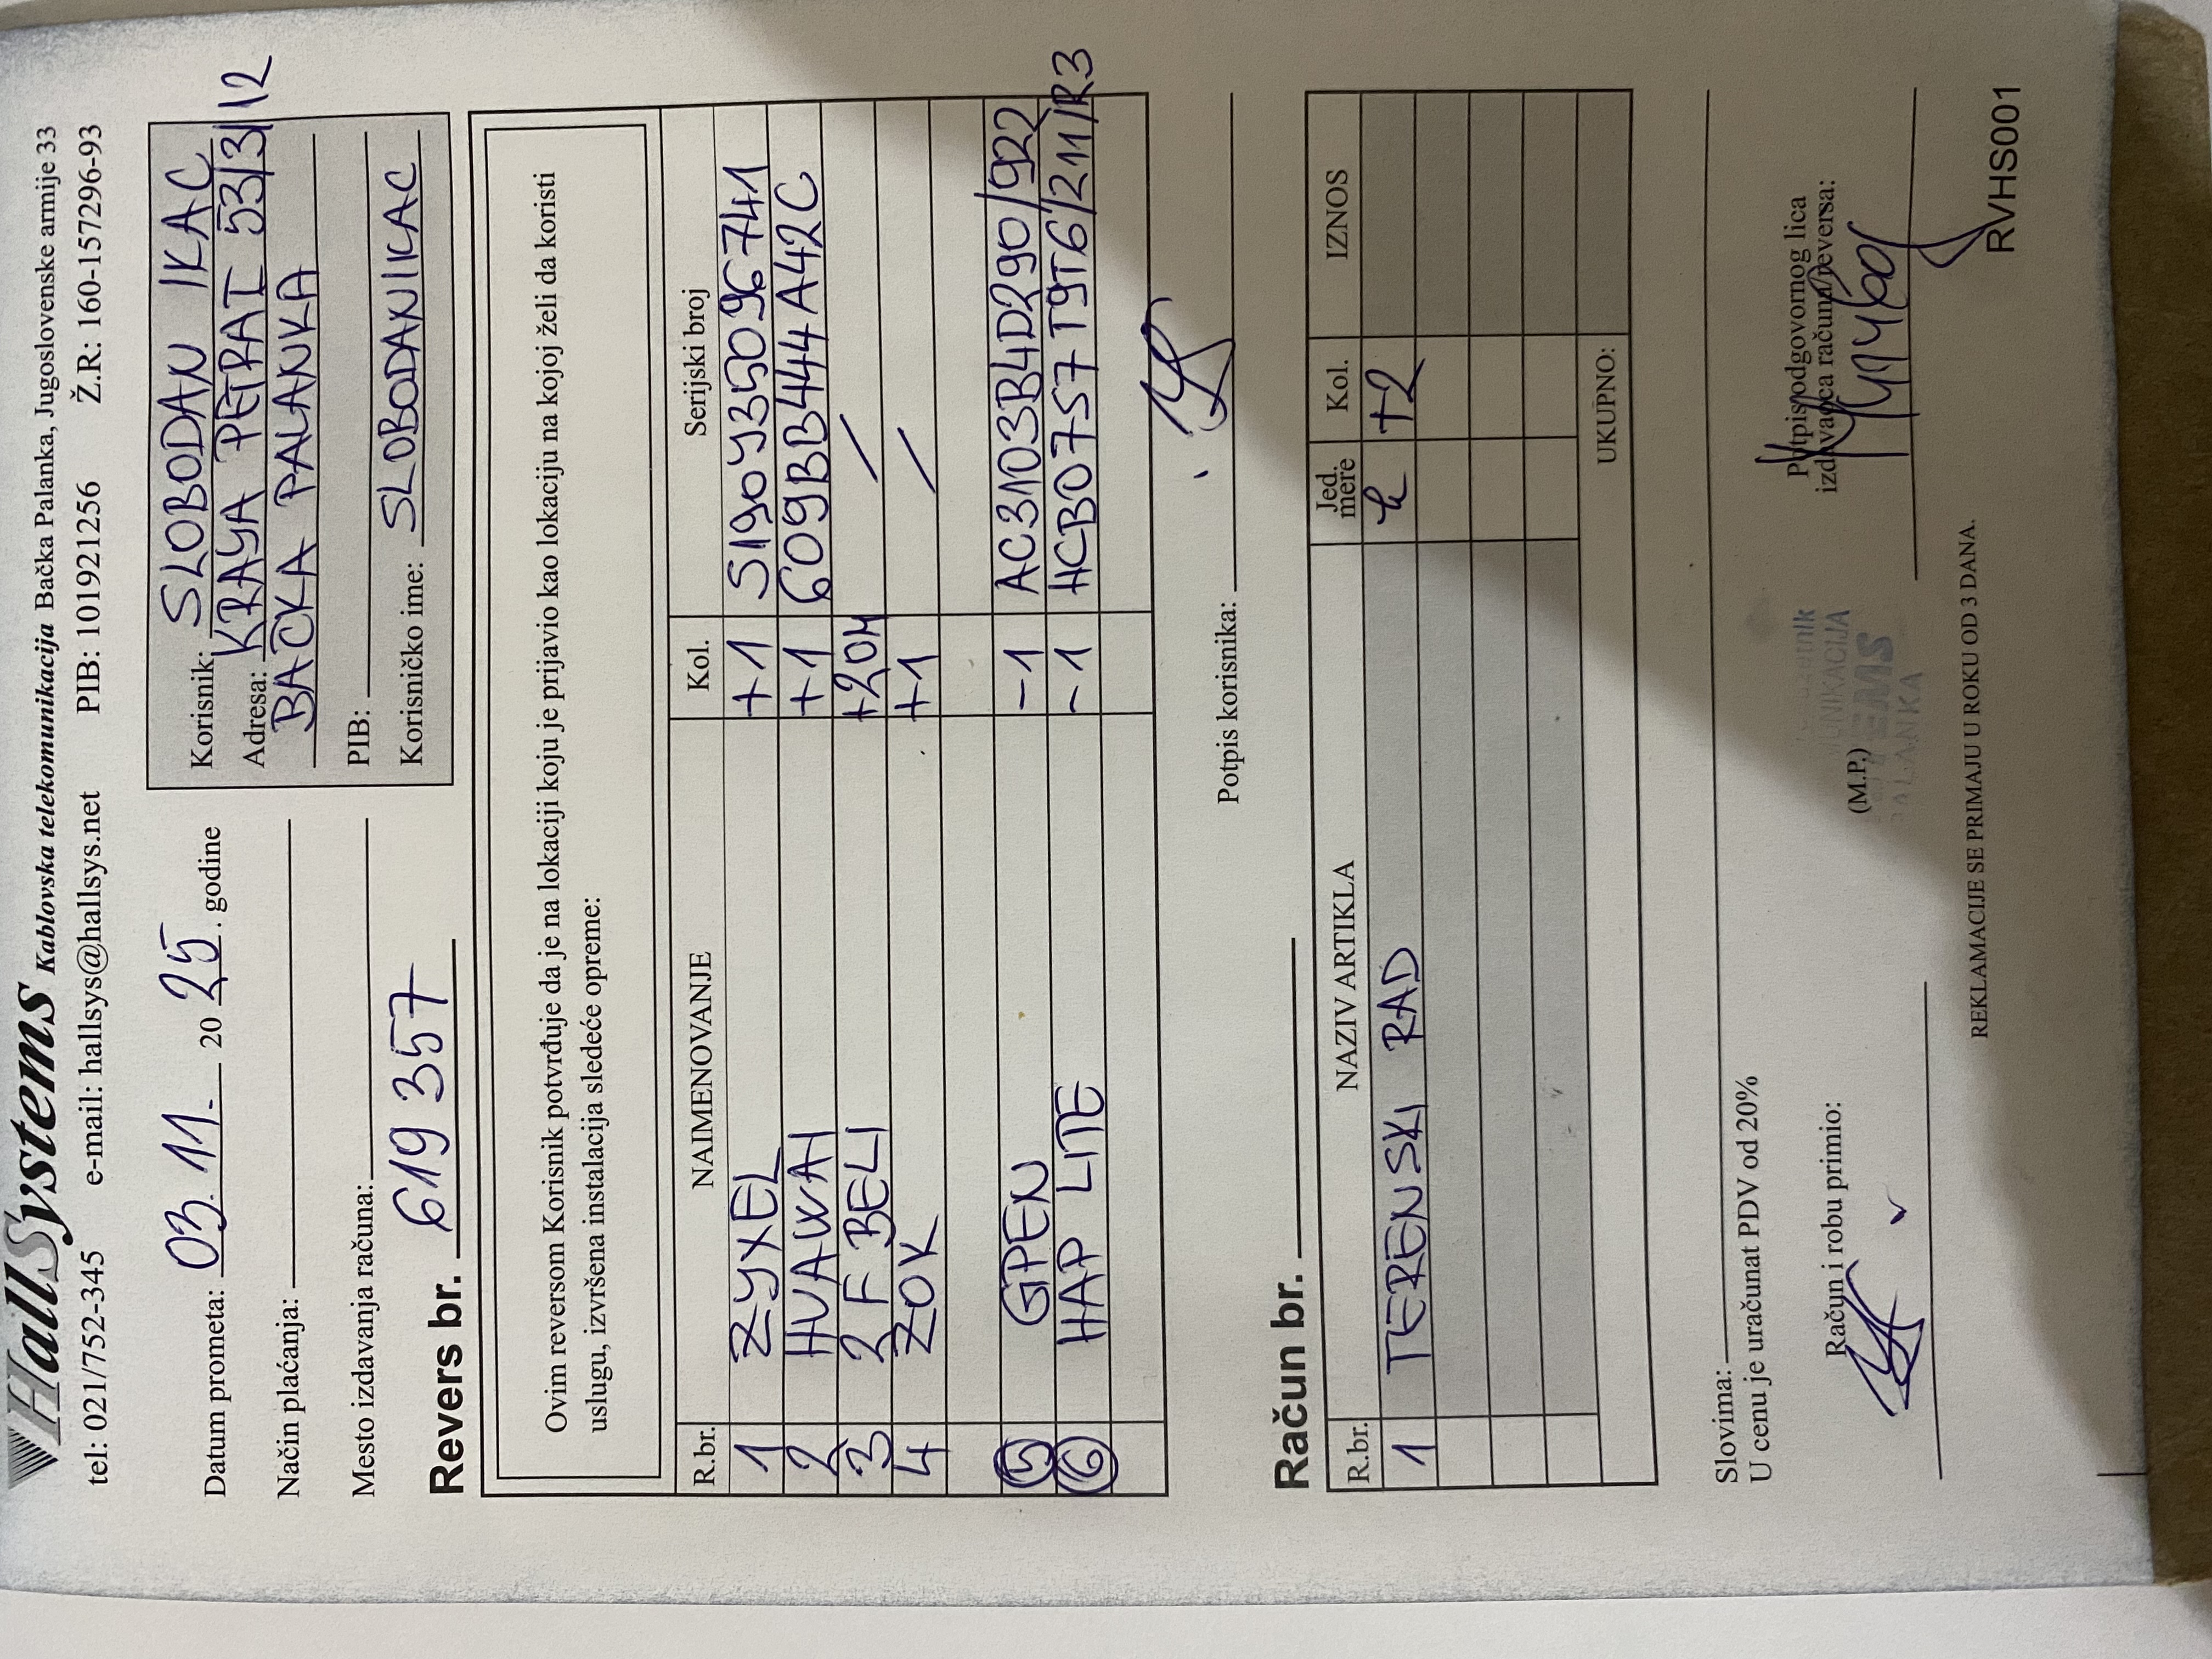 HallSystems Kablovska telekomunikacija Bačka Palanka, Jugoslovenske armije 33
tel: 021/752-345 e-mail: hallsys@hallsys.net PIB: 101921256 Ž.R: 160-157296-93
Datum prometa: 03. 11. 20 25. godine
Način plaćanja:
Mesto izdavanja računa:
Korisnik: SLOBODAN IKAC
Adresa: KRAYA PETRAI 53/3/12
BACKA PALANKA
PIB:
Korisničko ime: SLOBODANIKAC
Revers br. 619 357
Ovim reversom Korisnik potvrđuje da je na lokaciji koju je prijavio kao lokaciju na kojoj želi da koristi
uslugu, izvršena instalacija sledeće opreme:
R.br. NAIMENOVANJE Kol. Serijski broj
1 ZYXEL +1 S190Y35096741
2 HUAWAI +1 609BB444A42C
3 2 F BELI +20M /
4 ZOK +1 /
5 GPEN -1 AC3103B4D290/922
6 HAP LITE -1 HCB07S7T9T6/211/R3
Potpis korisnika:
Račun br.
R.br. NAZIV ARTIKLA Jed. mere Kol. IZNOS
1 TERENSKI RAD h +2
UKUPNO:
Slovima:
U cenu je uračunat PDV od 20%
Račun i robu primio:
(M.P.)
Potpis odgovornog lica
izdavaoca računa/reversa:
REKLAMACIJE SE PRIMAJU U ROKU OD 3 DANA.
RVHS001